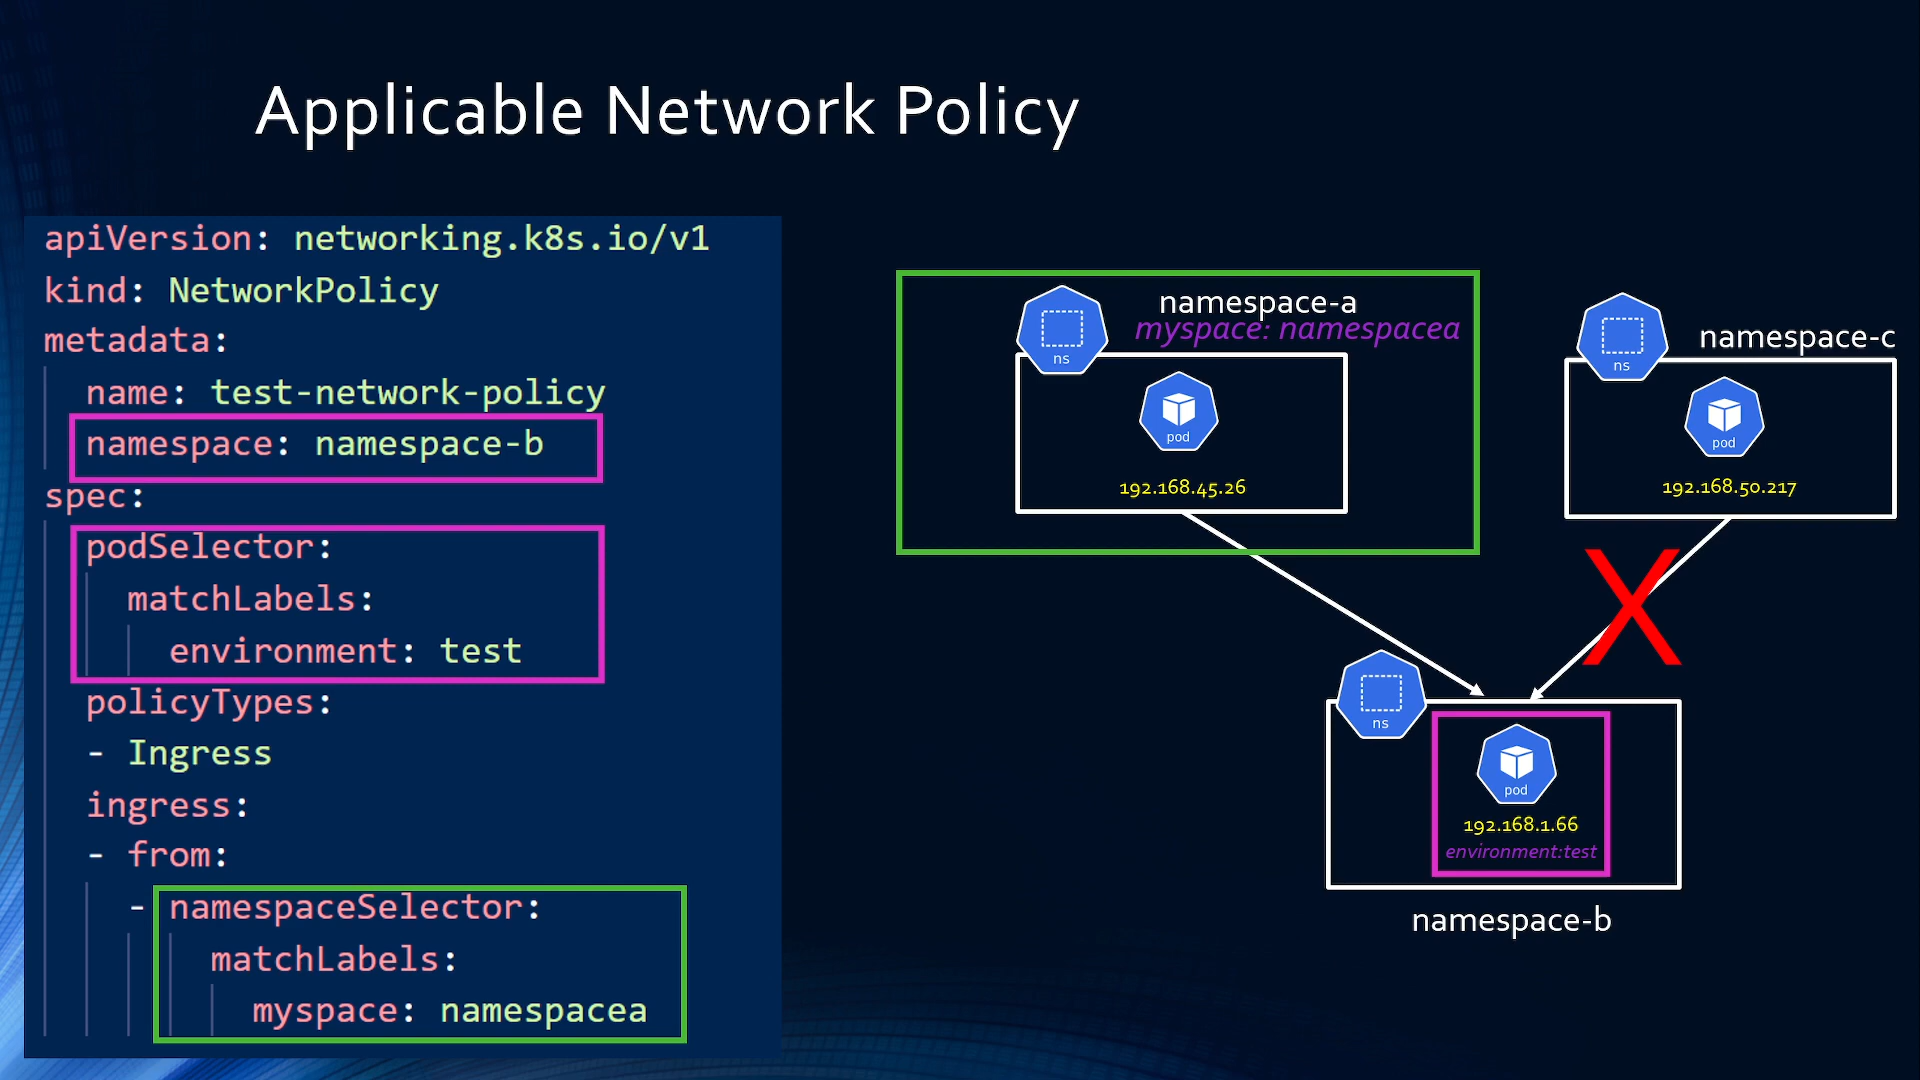 Applicable Network Policy
apiVersion: networking.k8s.io/v1
kind: NetworkPolicy
metadata:
name: test-network-policy
namespace: namespace-b
spec:
podSelector:
matchLabels:
environment: test
policyTypes:
- Ingress
ingress:
- from:
- namespaceSelector:
matchLabels:
myspace: namespacea
namespace-a
myspace: namespacea
ns
pod
192.168.45.26
namespace-c
ns
pod
192.168.50.217
X
ns
pod
192.168.1.66
environment:test
namespace-b